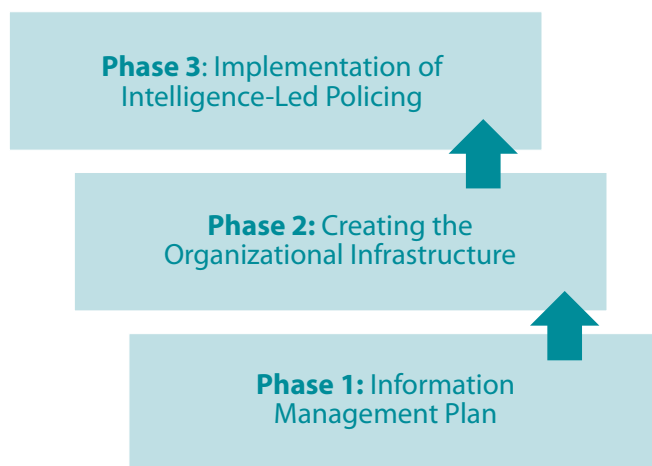 Phase 3: Implementation of
Intelligence-Led Policing
Phase 2: Creating the
Organizational Infrastructure
Phase 1: Information
Management Plan